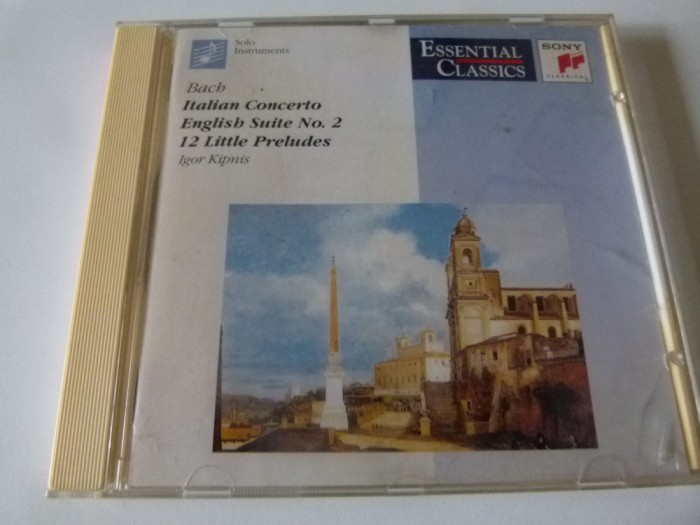 Solo
Instruments
ESSENTIAL
CLASSICS
SONY
CLASSICAL
Bach
Italian Concerto
English Suite No. 2
12 Little Preludes
Igor Kipnis